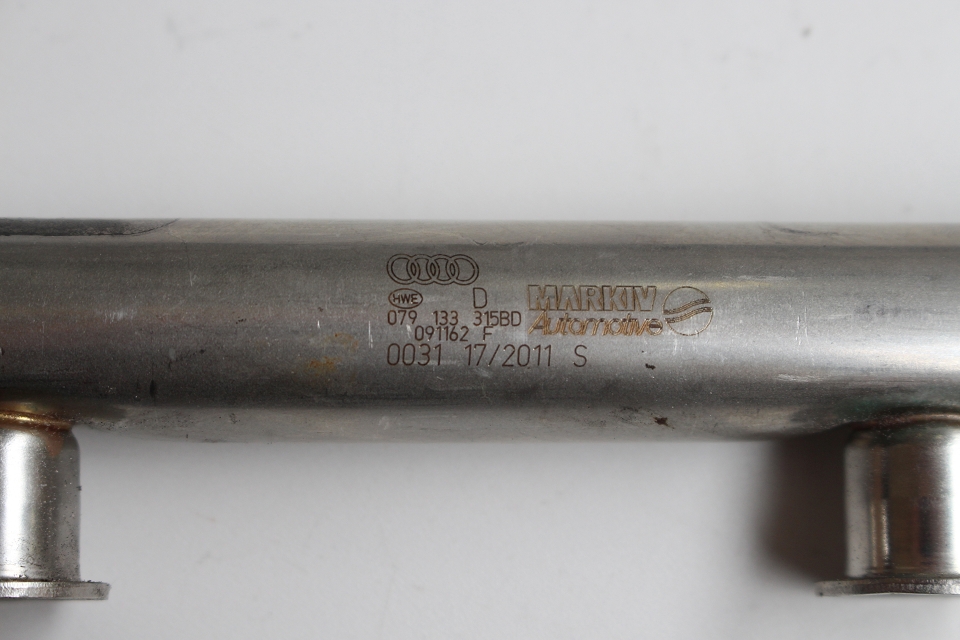 HWE D
079 133 315BD
091162 F
0031 17/2011 S
MARKIV
Automotive